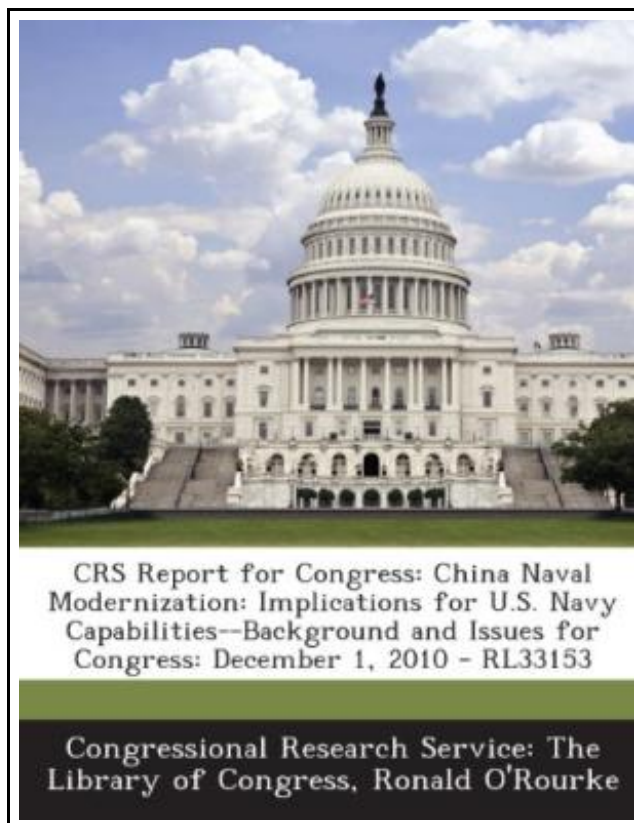 CRS Report for Congress: China Naval
Modernization: Implications for U.S. Navy
Capabilities--Background and Issues for
Congress: December 1, 2010 - RL33153
Congressional Research Service: The
Library of Congress, Ronald O'Rourke